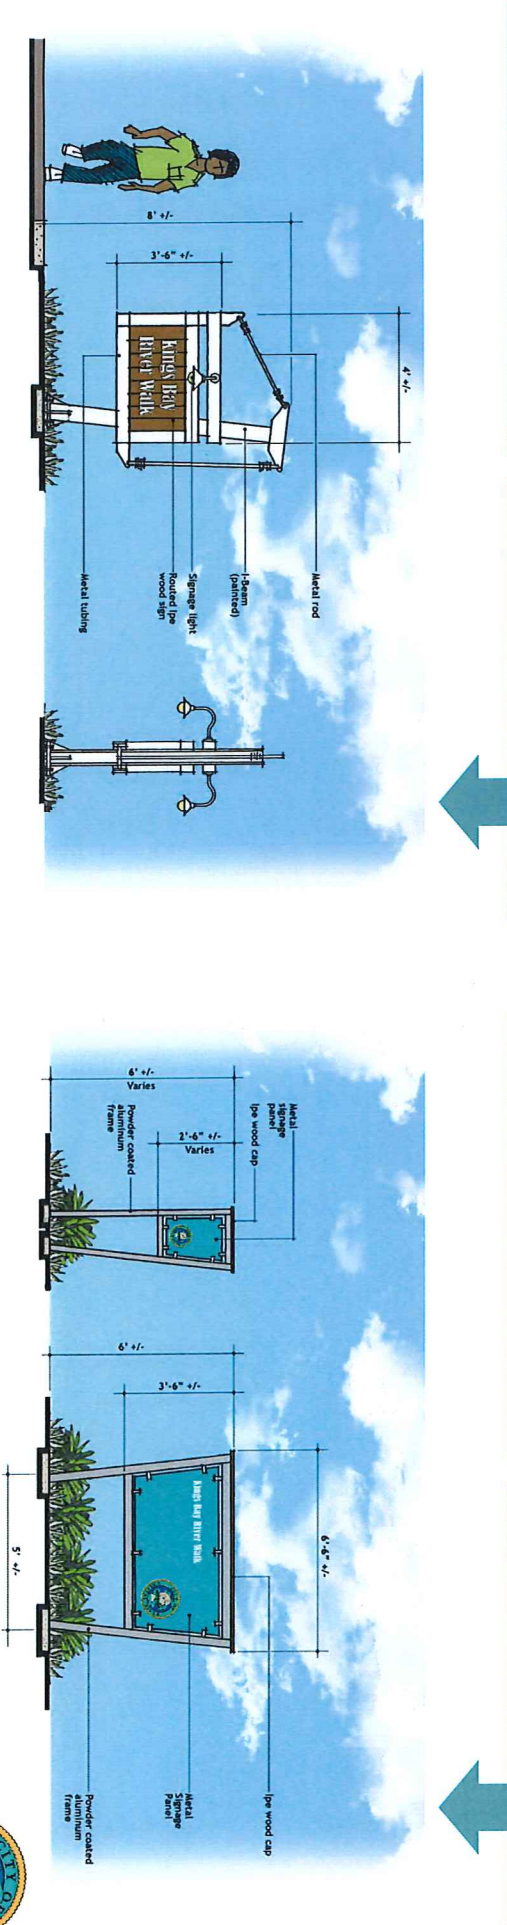 8' +/-
3'-6" +/-
4' +/-
Kings Bay
River Walk
Metal rod
I-Beam
(painted)
Signage light
Routed Ipe
wood sign
Metal tubing
6' +/-
Varies
2'-6" +/-
Varies
Metal
signage
panel
Ipe wood cap
Powder coated
aluminum
frame
6' +/-
3'-6" +/-
6'-6" +/-
5' +/-
Kings Bay River Walk
Ipe wood cap
Metal
Signage
Panel
Powder coated
aluminum
frame
CITY O